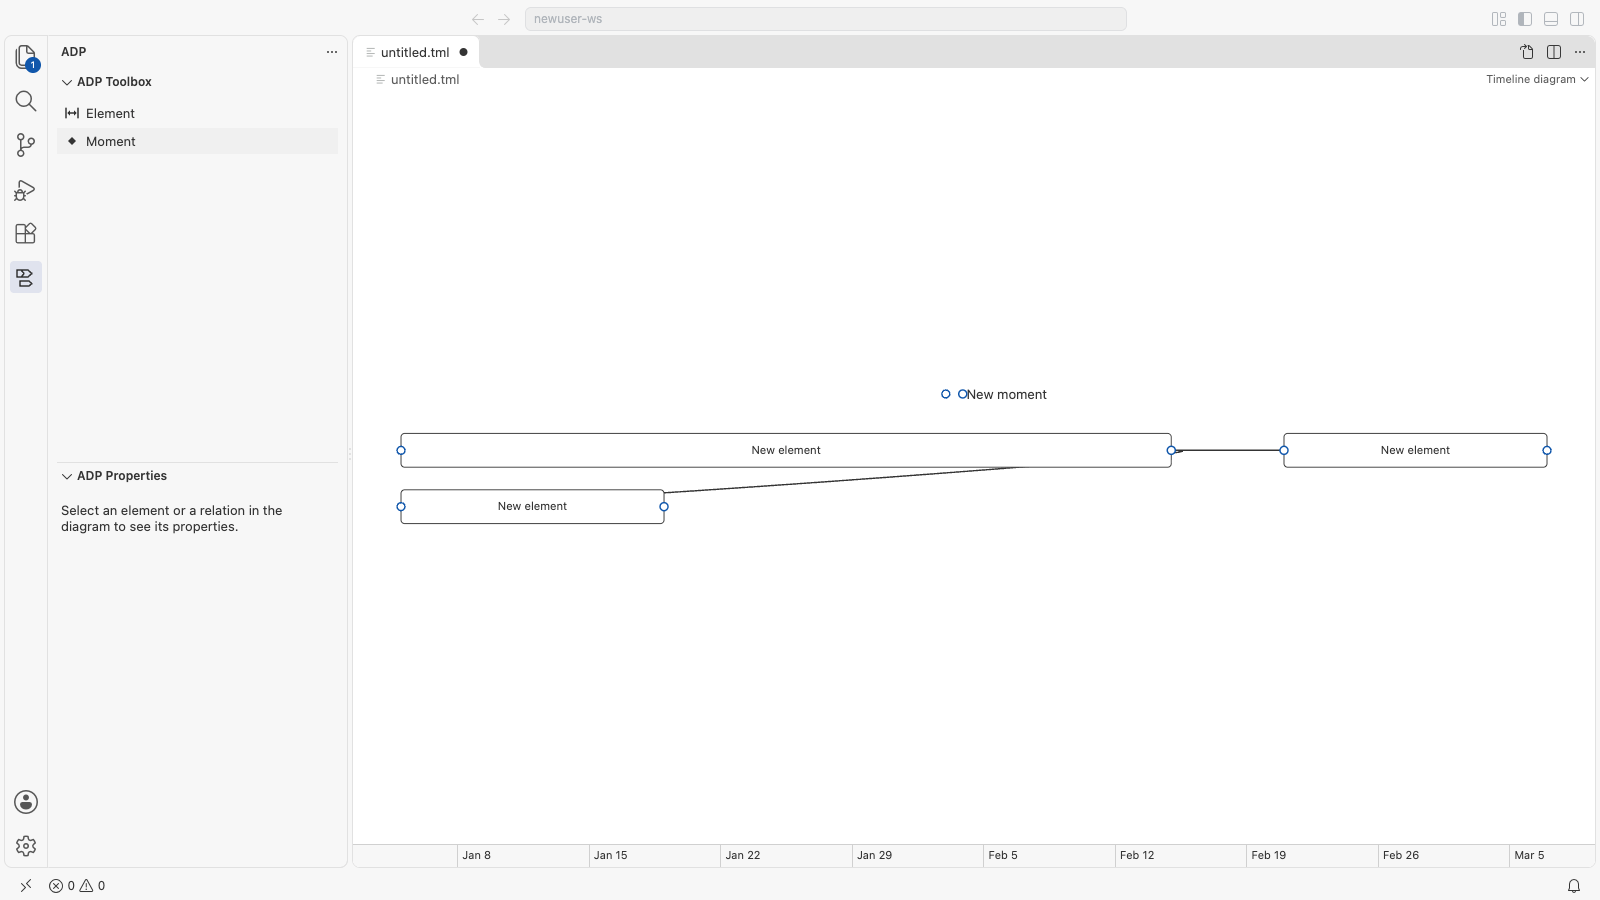 newuser-ws
ADP
ADP Toolbox
Element
Moment
ADP Properties
Select an element or a relation in the
diagram to see its properties.
1
untitled.tml
untitled.tml
Timeline diagram
New moment
New element
New element
New element
Jan 8
Jan 15
Jan 22
Jan 29
Feb 5
Feb 12
Feb 19
Feb 26
Mar 5
0
0